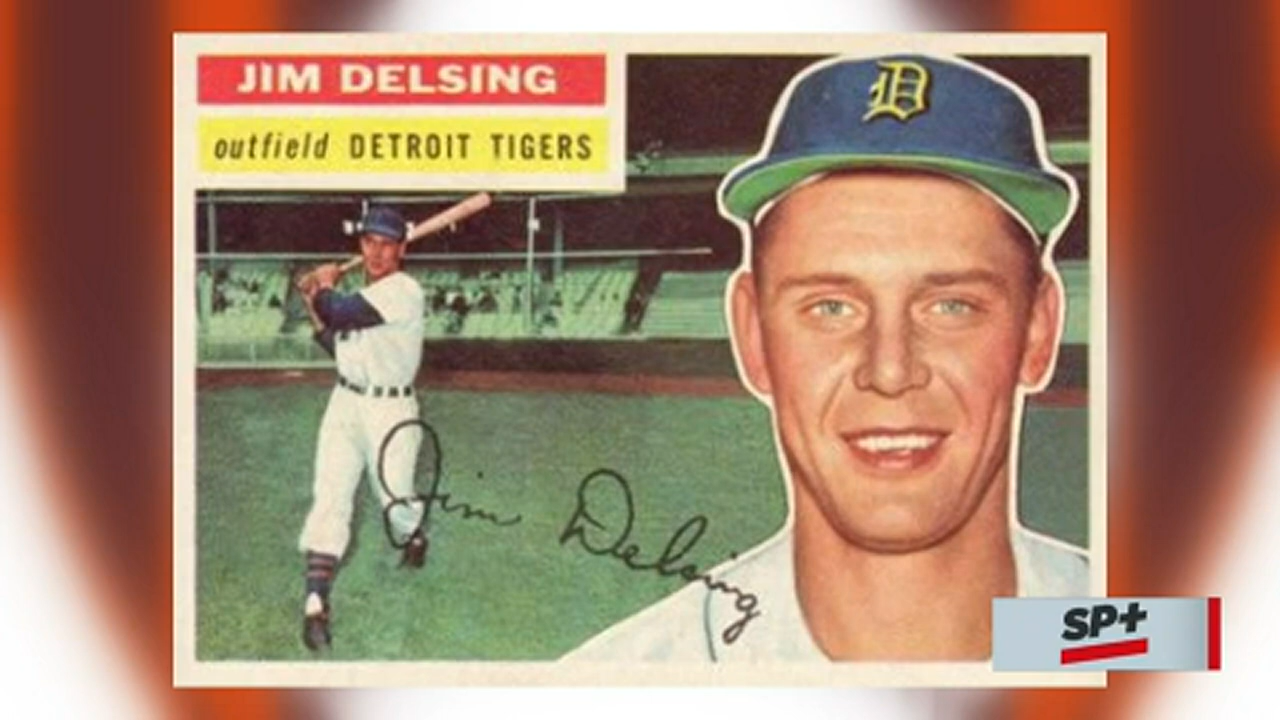 JIM DELSING
outfield DETROIT TIGERS
D
Jim Delsing
SP+